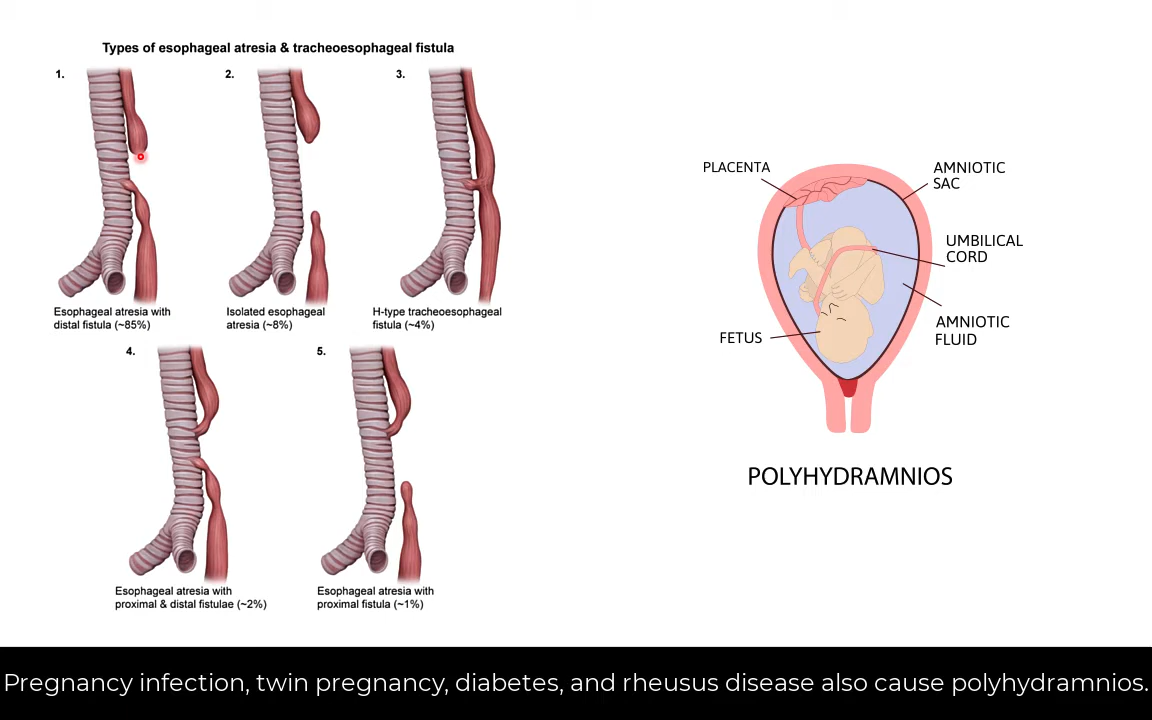 Types of esophageal atresia & tracheoesophageal fistula
1.
2.
3.
Esophageal atresia with
distal fistula (~85%)
Isolated esophageal
atresia (~8%)
H-type tracheoesophageal
fistula (~4%)
4.
5.
Esophageal atresia with
proximal & distal fistulae (~2%)
Esophageal atresia with
proximal fistula (~1%)
PLACENTA
AMNIOTIC
SAC
UMBILICAL
CORD
AMNIOTIC
FLUID
FETUS
POLYHYDRAMNIOS
Pregnancy infection, twin pregnancy, diabetes, and rheusus disease also cause polyhydramnios.